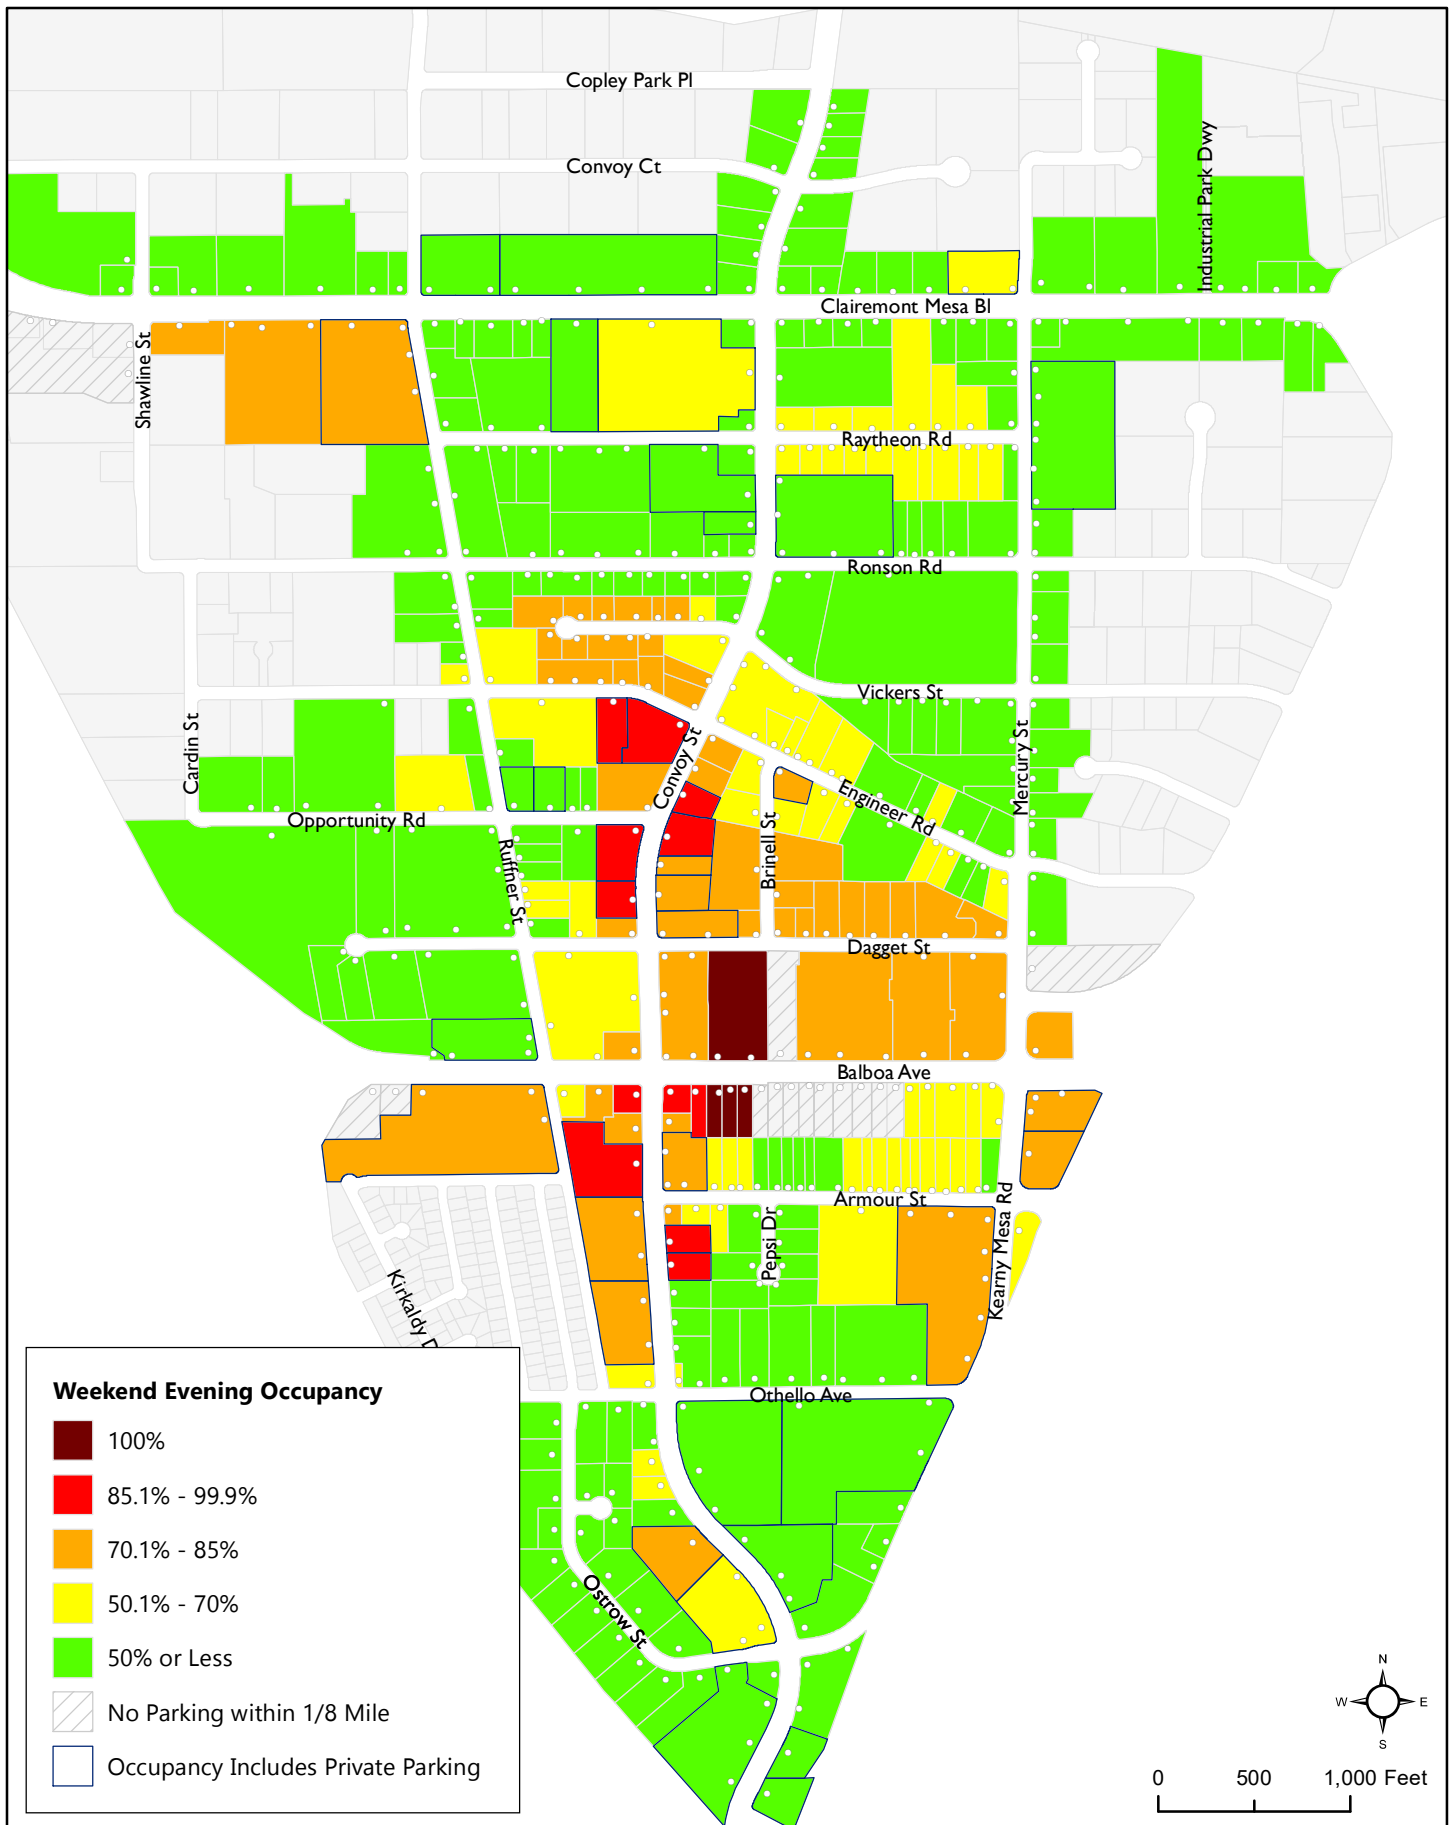 Copley Park Pl
Convoy Ct
Industrial Park Dwy
Clairemont Mesa Bl
Shawline St
Raytheon Rd
Ronson Rd
Vickers St
Cardin St
Convoy St
Mercury St
Engineer Rd
Opportunity Rd
Brinell St
Ruffner St
Dagget St
Balboa Ave
Armour St
Pepsi Dr
Kearny Mesa Rd
Kirkaldy D
Othello Ave
Ostrow St
Weekend Evening Occupancy
100%
85.1% - 99.9%
70.1% - 85%
50.1% - 70%
50% or Less
No Parking within 1/8 Mile
Occupancy Includes Private Parking
N
W E
S
0 500 1,000 Feet